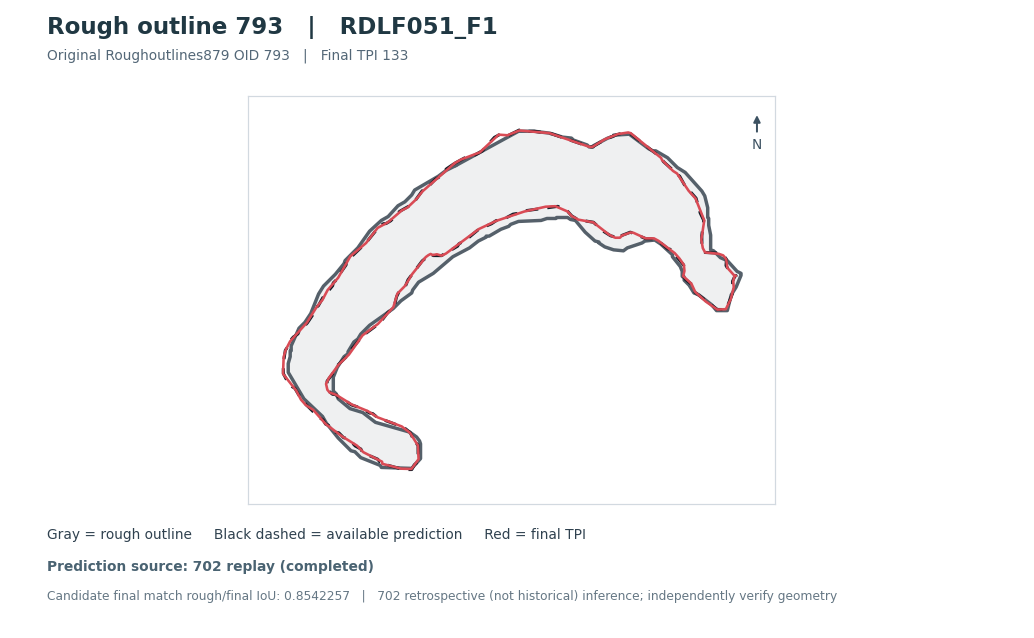 Rough outline 793   |   RDLF051_F1
Original Roughoutlines879 OID 793   |   Final TPI 133
N
Gray = rough outline     Black dashed = available prediction     Red = final TPI
Prediction source: 702 replay (completed)
Candidate final match rough/final IoU: 0.8542257   |   702 retrospective (not historical) inference; independently verify geometry